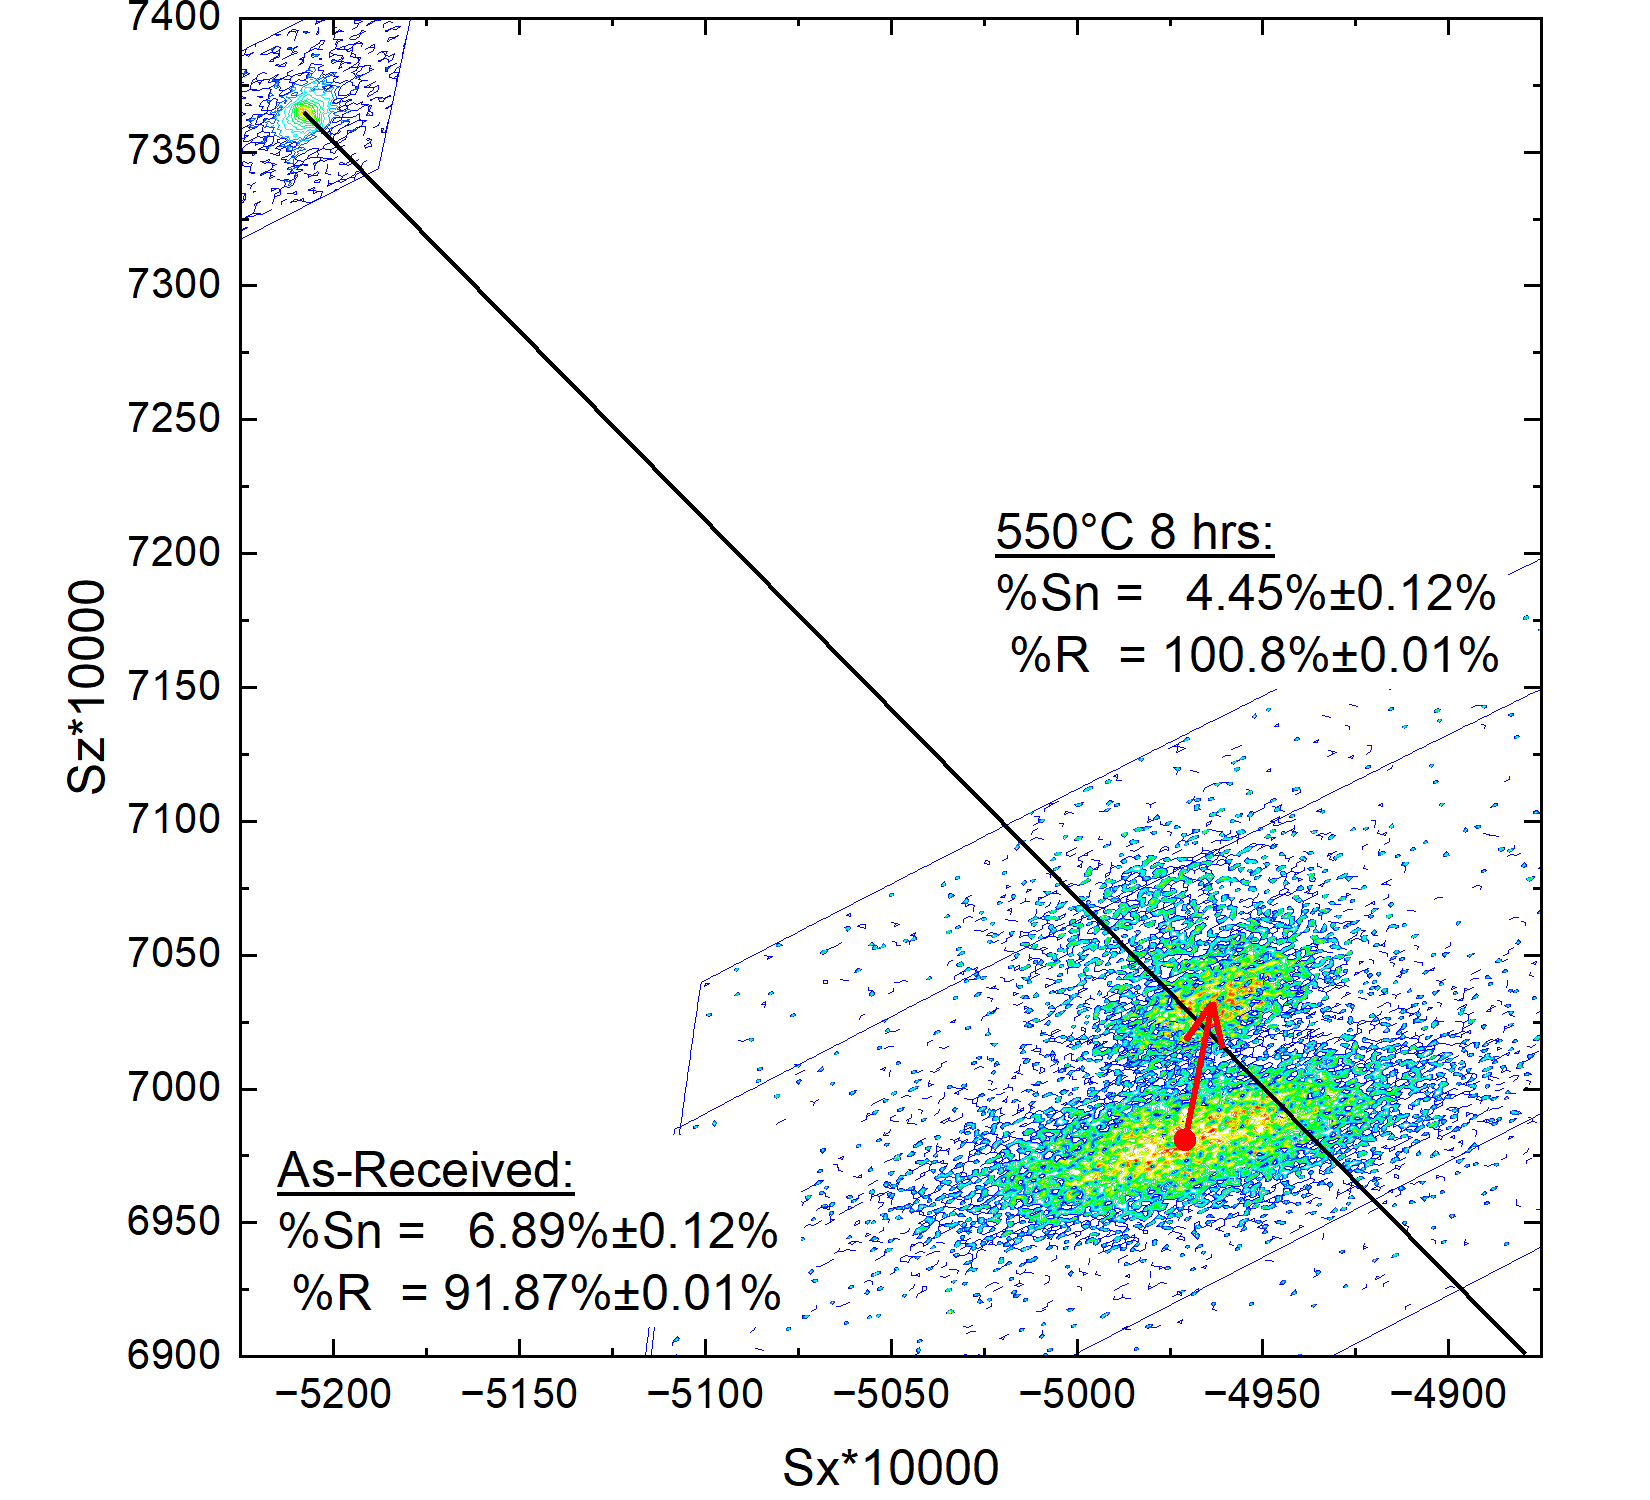 7400
7350
7300
7250
7200
7150
7100
7050
7000
6950
6900
Sz*10000
550°C 8 hrs:
%Sn = 4.45%±0.12%
%R = 100.8%±0.01%
As-Received:
%Sn = 6.89%±0.12%
%R = 91.87%±0.01%
−5200 −5150 −5100 −5050 −5000 −4950 −4900
Sx*10000